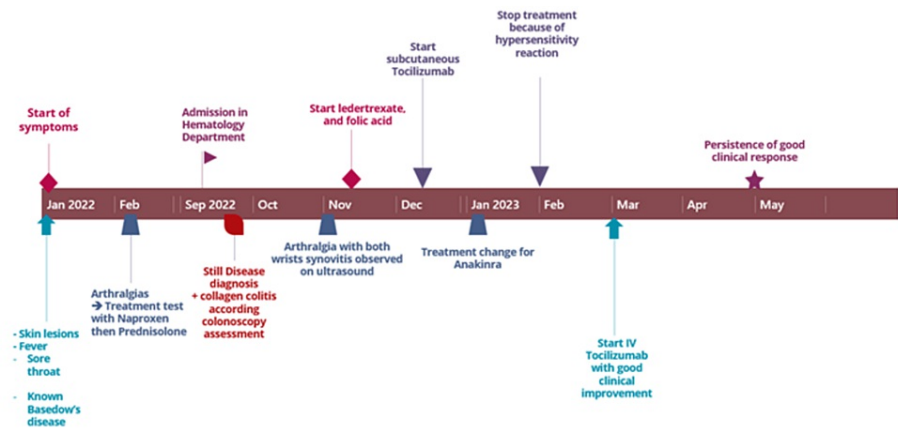 Stop treatment
because of
hypersensitivity
reaction
Start
subcutaneous
Tocilizumab
Start of
symptoms
Admission in
Hematology
Department
Start ledertrexate,
and folic acid
Persistence of good
clinical response
Jan 2022 Feb Sep 2022 Oct Nov Dec Jan 2023 Feb Mar Apr May
Arthralgia with both
wrists synovitis observed
on ultrasound
Treatment change for
Anakinra
Still Disease
diagnosis
+ collagen colitis
according
colonoscopy
assessment
Arthralgias
➔ Treatment test
with Naproxen
then Prednisolone
- Skin lesions
- Fever
- Sore
throat
- Known
Basedow's
disease
Start IV
Tocilizumab
with good
clinical
improvement